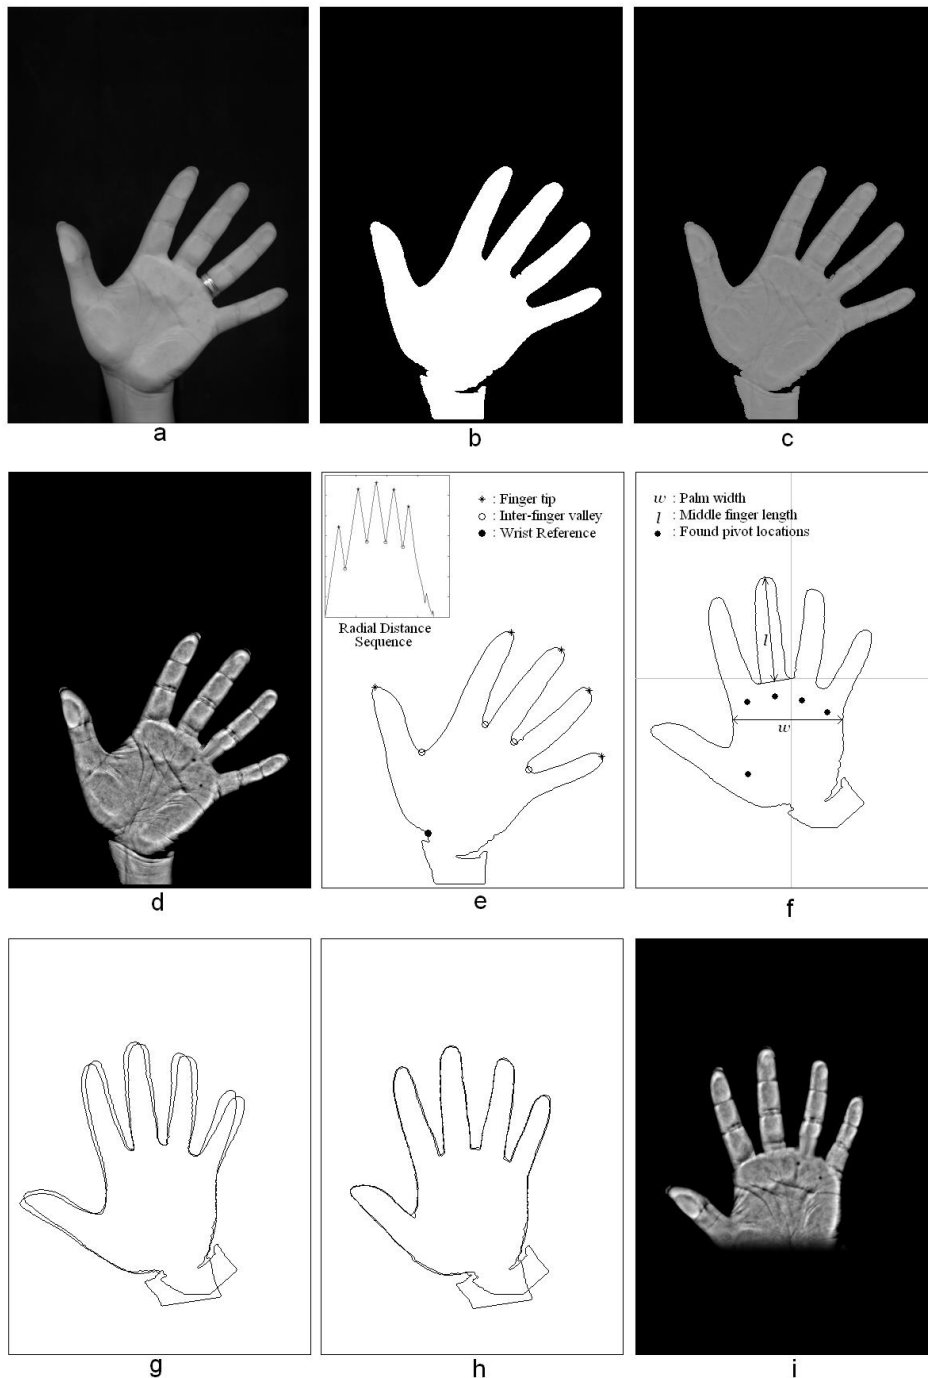 a
b
c
* : Finger tip
○ : Inter-finger valley
● : Wrist Reference
Radial Distance
Sequence
w : Palm width
l : Middle finger length
● : Found pivot locations
l
w
d
e
f
g
h
i